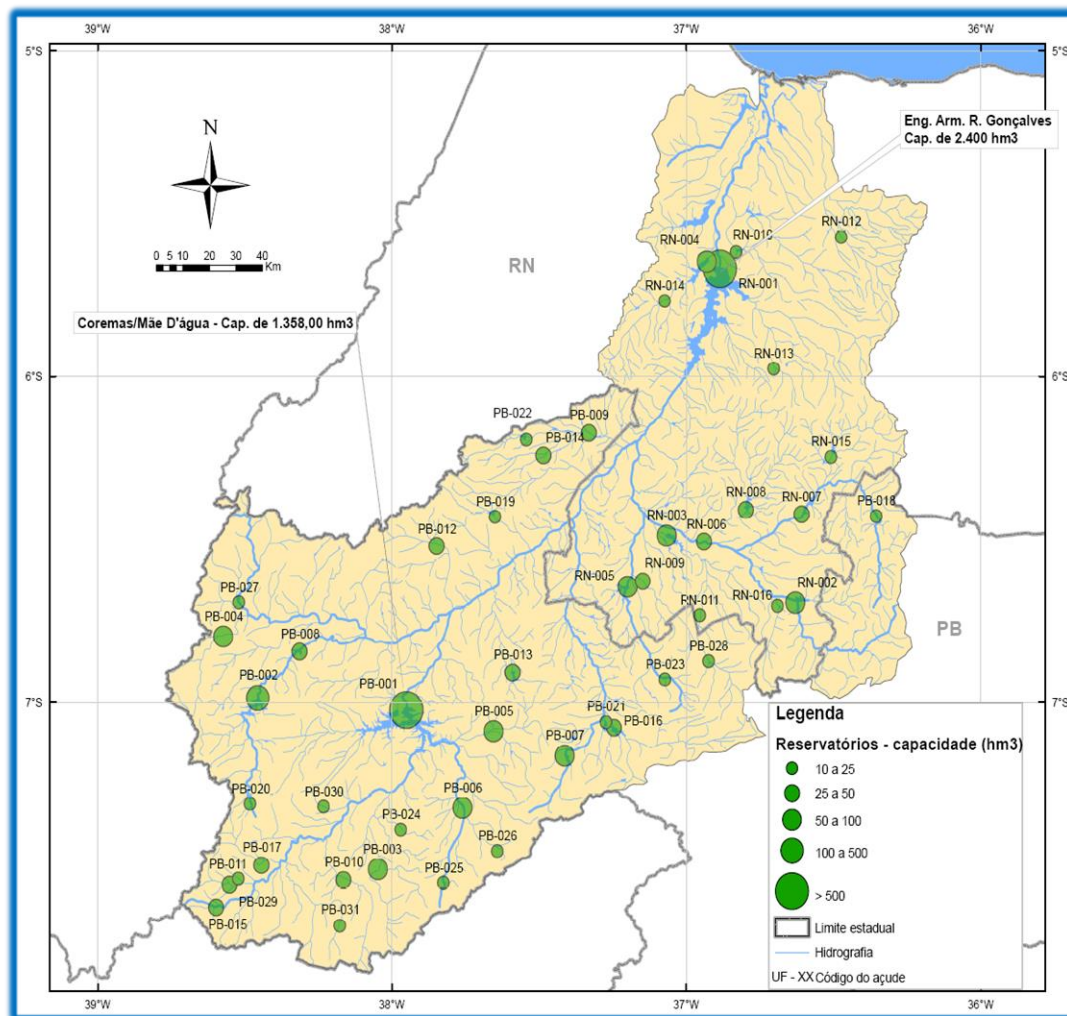 39°W
38°W
37°W
36°W
5°S
5°S
N
0 5 10 20 30 40
Km
Eng. Arm. R. Gonçalves
Cap. de 2.400 hm3
RN-012
RN-004
RN-010
RN
RN-001
RN-014
Coremas/Mãe D'água - Cap. de 1.358,00 hm3
RN-013
6°S
6°S
PB-022
PB-009
PB-014
RN-015
PB-019
RN-008
RN-007
PB-018
PB-012
RN-003
RN-006
RN-005
RN-009
RN-002
RN-016
RN-011
PB-027
PB-004
PB
PB-008
PB-028
PB-013
PB-023
PB-002
PB-001
7°S
7°S
PB-021
PB-016
PB-005
PB-007
PB-020
PB-030
PB-006
PB-024
PB-026
PB-017
PB-011
PB-010
PB-003
PB-025
PB-029
PB-015
PB-031
Legenda
Reservatórios - capacidade (hm3)
10 a 25
25 a 50
50 a 100
100 a 500
> 500
Limite estadual
Hidrografia
UF - XX Código do açude
39°W
38°W
37°W
36°W